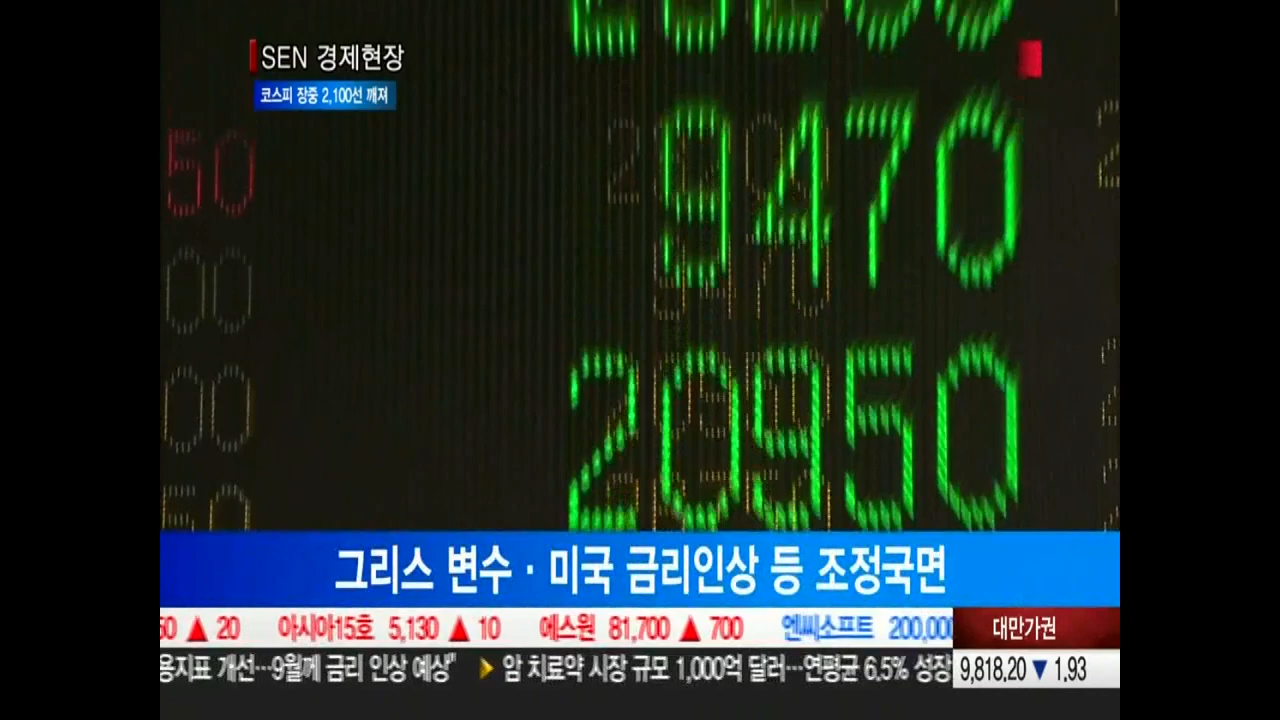 SEN 경제현장
코스피 장중 2,100선 깨져
50
9470
00
20950
00
그리스 변수·미국 금리인상 등 조정국면
▲ 20 아시아15호 5,130 ▲ 10 에스원 81,700 ▲ 700 엔씨소프트 200,000
대만가권
용지표 개선…9월께 금리 인상 예상" ▶ 암 치료약 시장 규모 1,000억 달러…연평균 6.5% 성장
9,818.20 ▼ 1.93